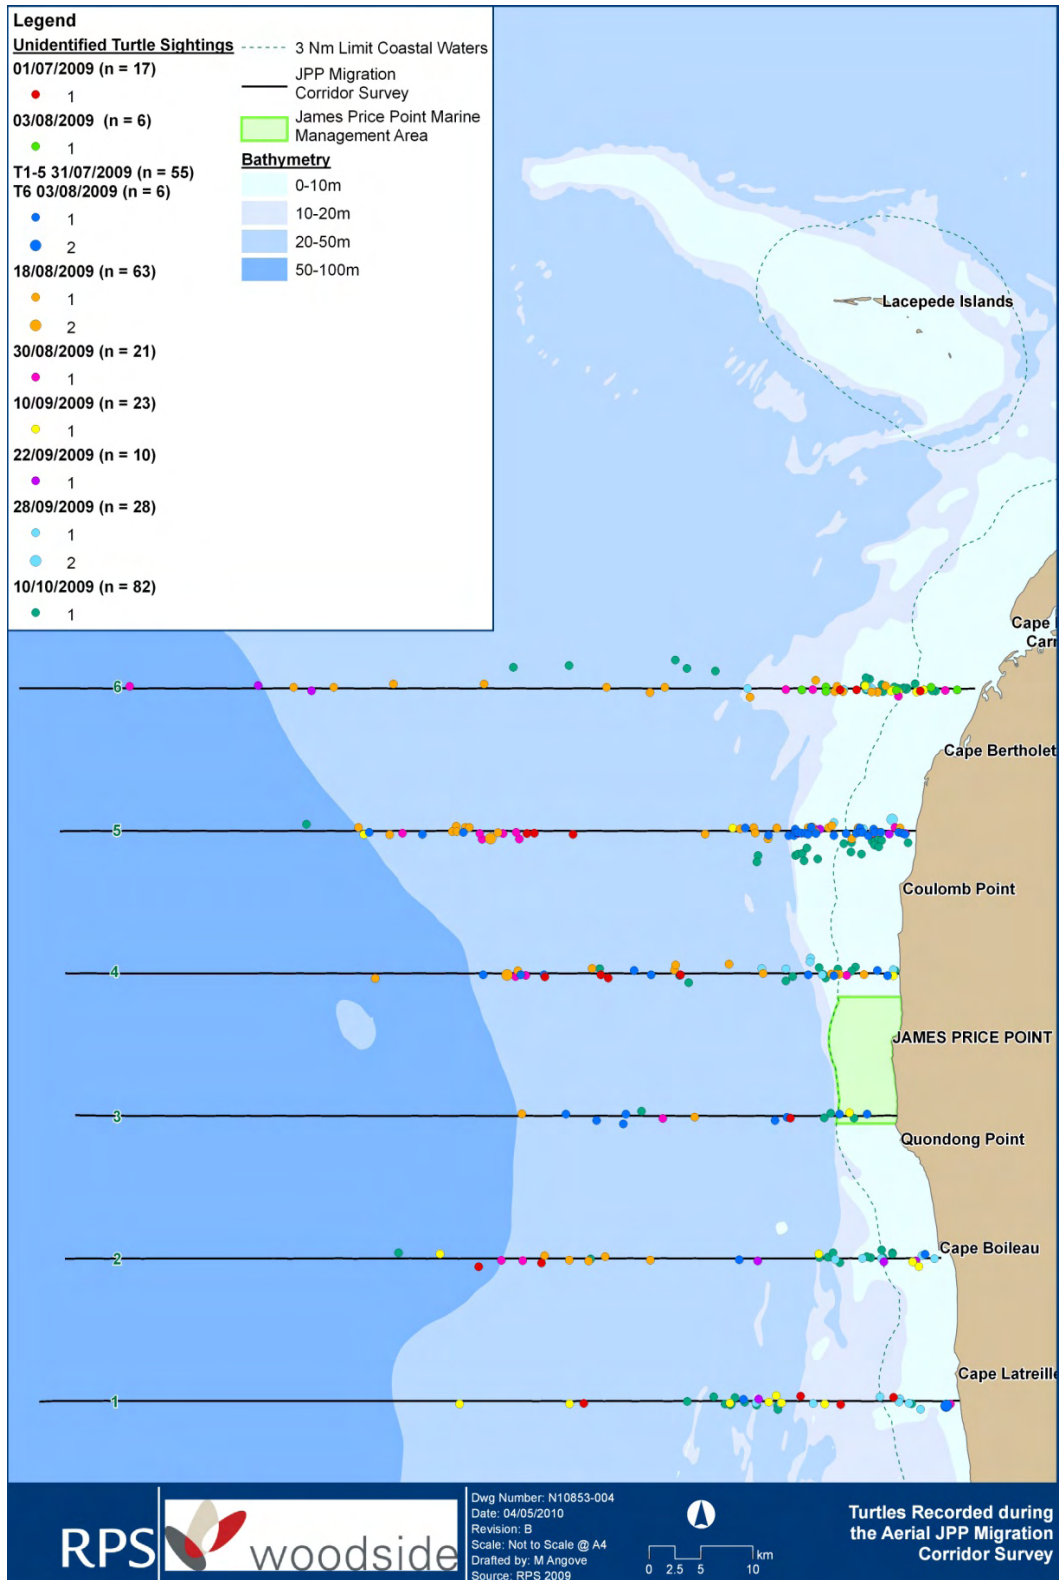 Legend
Unidentified Turtle Sightings
01/07/2009 (n = 17)
1
03/08/2009 (n = 6)
1
T1-5 31/07/2009 (n = 55)
T6 03/08/2009 (n = 6)
1
2
18/08/2009 (n = 63)
1
2
30/08/2009 (n = 21)
1
10/09/2009 (n = 23)
1
22/09/2009 (n = 10)
1
28/09/2009 (n = 28)
1
2
10/10/2009 (n = 82)
1
3 Nm Limit Coastal Waters
JPP Migration
Corridor Survey
James Price Point Marine
Management Area
Bathymetry
0-10m
10-20m
20-50m
50-100m
Lacepede Islands
Cape
Carr
6
Cape Bertholet
5
Coulomb Point
4
JAMES PRICE POINT
3
Quondong Point
2
Cape Boileau
Cape Latreille
1
RPS
woodside
Dwg Number: N10853-004
Date: 04/05/2010
Revision: B
Scale: Not to Scale @ A4
Drafted by: M Angove
Source: RPS 2009
km
0 2.5 5 10
Turtles Recorded during
the Aerial JPP Migration
Corridor Survey